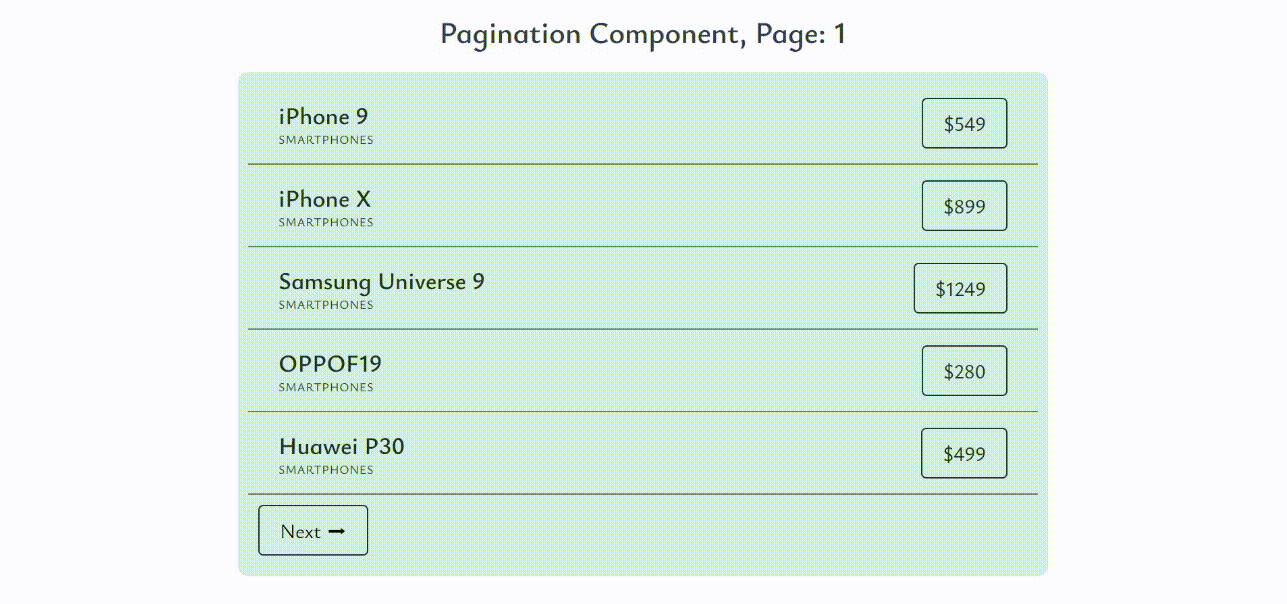 Pagination Component, Page: 1
iPhone 9
SMARTPHONES
$549
iPhone X
SMARTPHONES
$899
Samsung Universe 9
SMARTPHONES
$1249
OPPOF19
SMARTPHONES
$280
Huawei P30
SMARTPHONES
$499
Next ➞